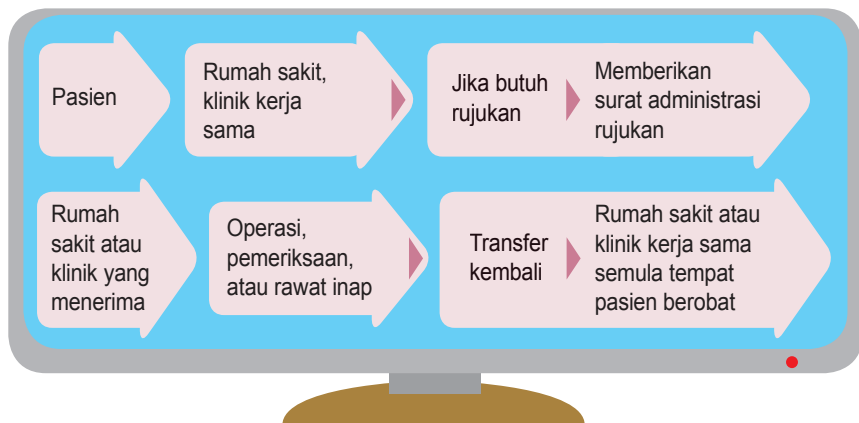 Pasien
Rumah sakit,
klinik kerja
sama
Jika butuh
rujukan
Memberikan
surat administrasi
rujukan
Rumah
sakit atau
klinik yang
menerima
Operasi,
pemeriksaan,
atau rawat inap
Transfer
kembali
Rumah sakit atau
klinik kerja sama
semula tempat
pasien berobat